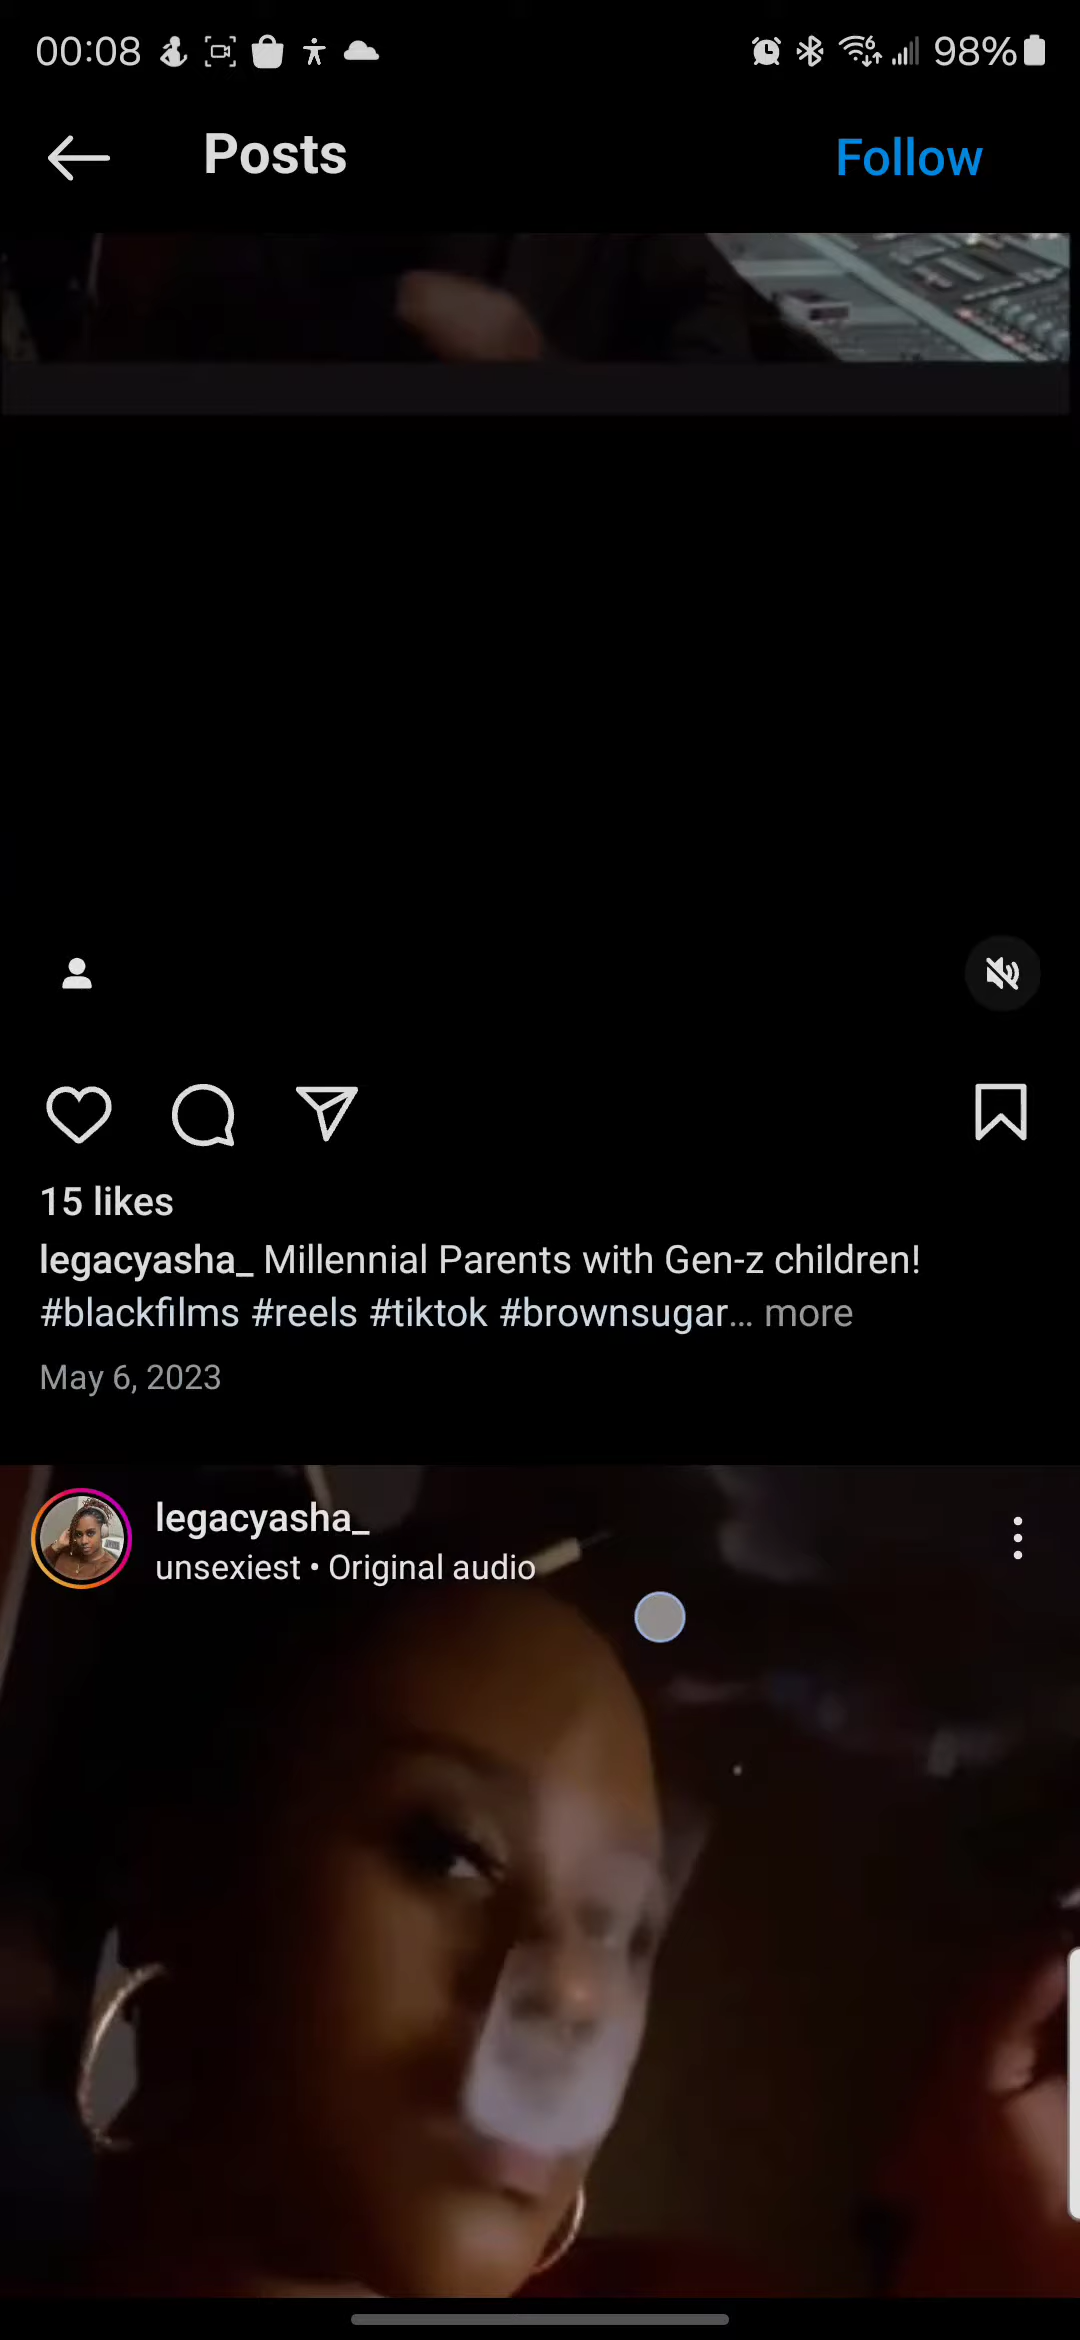 00:08 98%
Posts Follow
15 likes
legacyasha_ Millennial Parents with Gen-z children!
#blackfilms #reels #tiktok #brownsugar... more
May 6, 2023
legacyasha_
unsexiest • Original audio